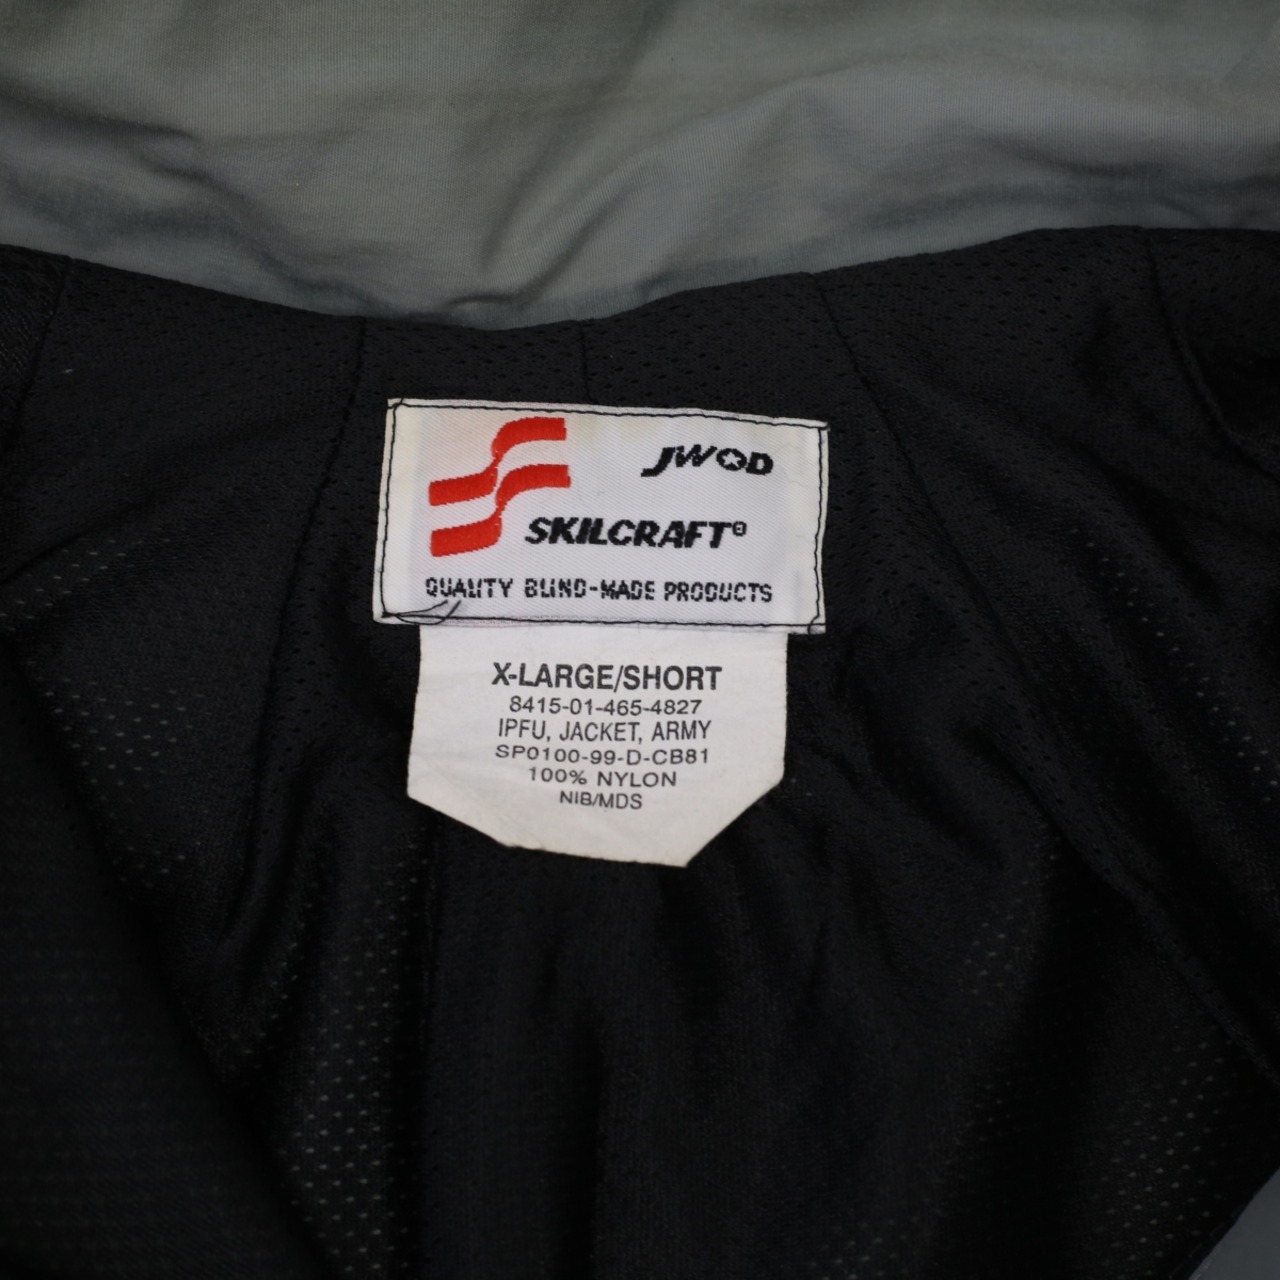 JWOD
SKILCRAFT®
QUALITY BLIND-MADE PRODUCTS
X-LARGE/SHORT
8415-01-465-4827
IPFU, JACKET, ARMY
SP0100-99-D-CB81
100% NYLON
NIB/MDS